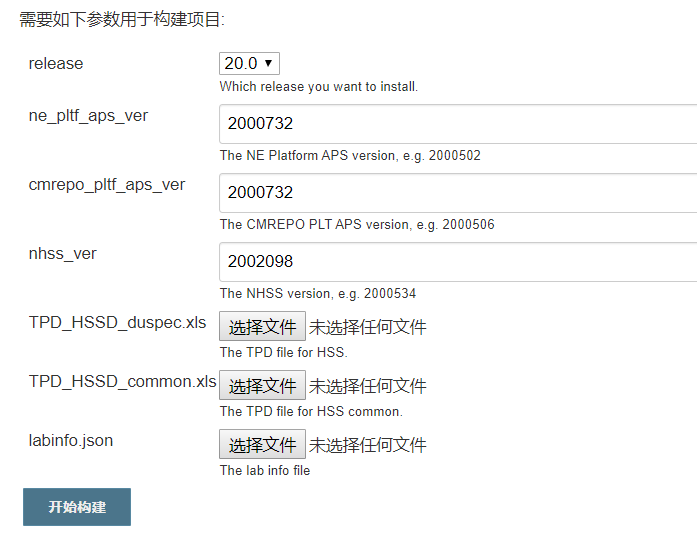 需要如下参数用于构建项目:
release
20.0
Which release you want to install.
ne_pltf_aps_ver
2000732
The NE Platform APS version, e.g. 2000502
cmrepo_pltf_aps_ver
2000732
The CMREPO PLT APS version, e.g. 2000506
nhss_ver
2002098
The NHSS version, e.g. 2000534
TPD_HSSD_duspec.xls
选择文件 未选择任何文件
The TPD file for HSS.
TPD_HSSD_common.xls
选择文件 未选择任何文件
The TPD file for HSS common.
labinfo.json
选择文件 未选择任何文件
The lab info file
开始构建